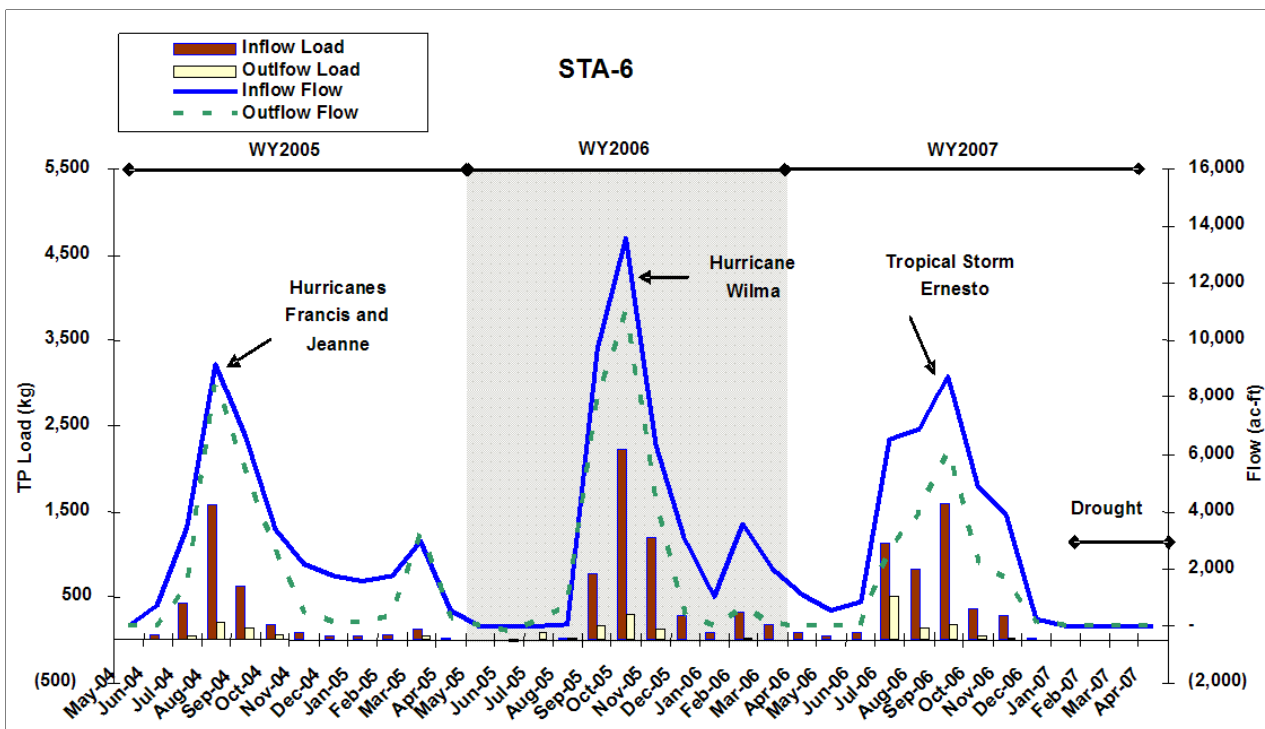 Inflow Load
Outlfow Load
Inflow Flow
Outflow Flow
STA-6
WY2005
WY2006
WY2007
5,500
4,500
3,500
2,500
1,500
500
(500)
TP Load (kg)
16,000
14,000
12,000
10,000
8,000
6,000
4,000
2,000
-
(2,000)
Flow (ac-ft)
Hurricanes
Francis and
Jeanne
Hurricane
Wilma
Tropical Storm
Ernesto
Drought
May-04
Jun-04
Jul-04
Aug-04
Sep-04
Oct-04
Nov-04
Dec-04
Jan-05
Feb-05
Mar-05
Apr-05
May-05
Jun-05
Jul-05
Aug-05
Sep-05
Oct-05
Nov-05
Dec-05
Jan-06
Feb-06
Mar-06
Apr-06
May-06
Jun-06
Jul-06
Aug-06
Sep-06
Oct-06
Nov-06
Dec-06
Jan-07
Feb-07
Mar-07
Apr-07